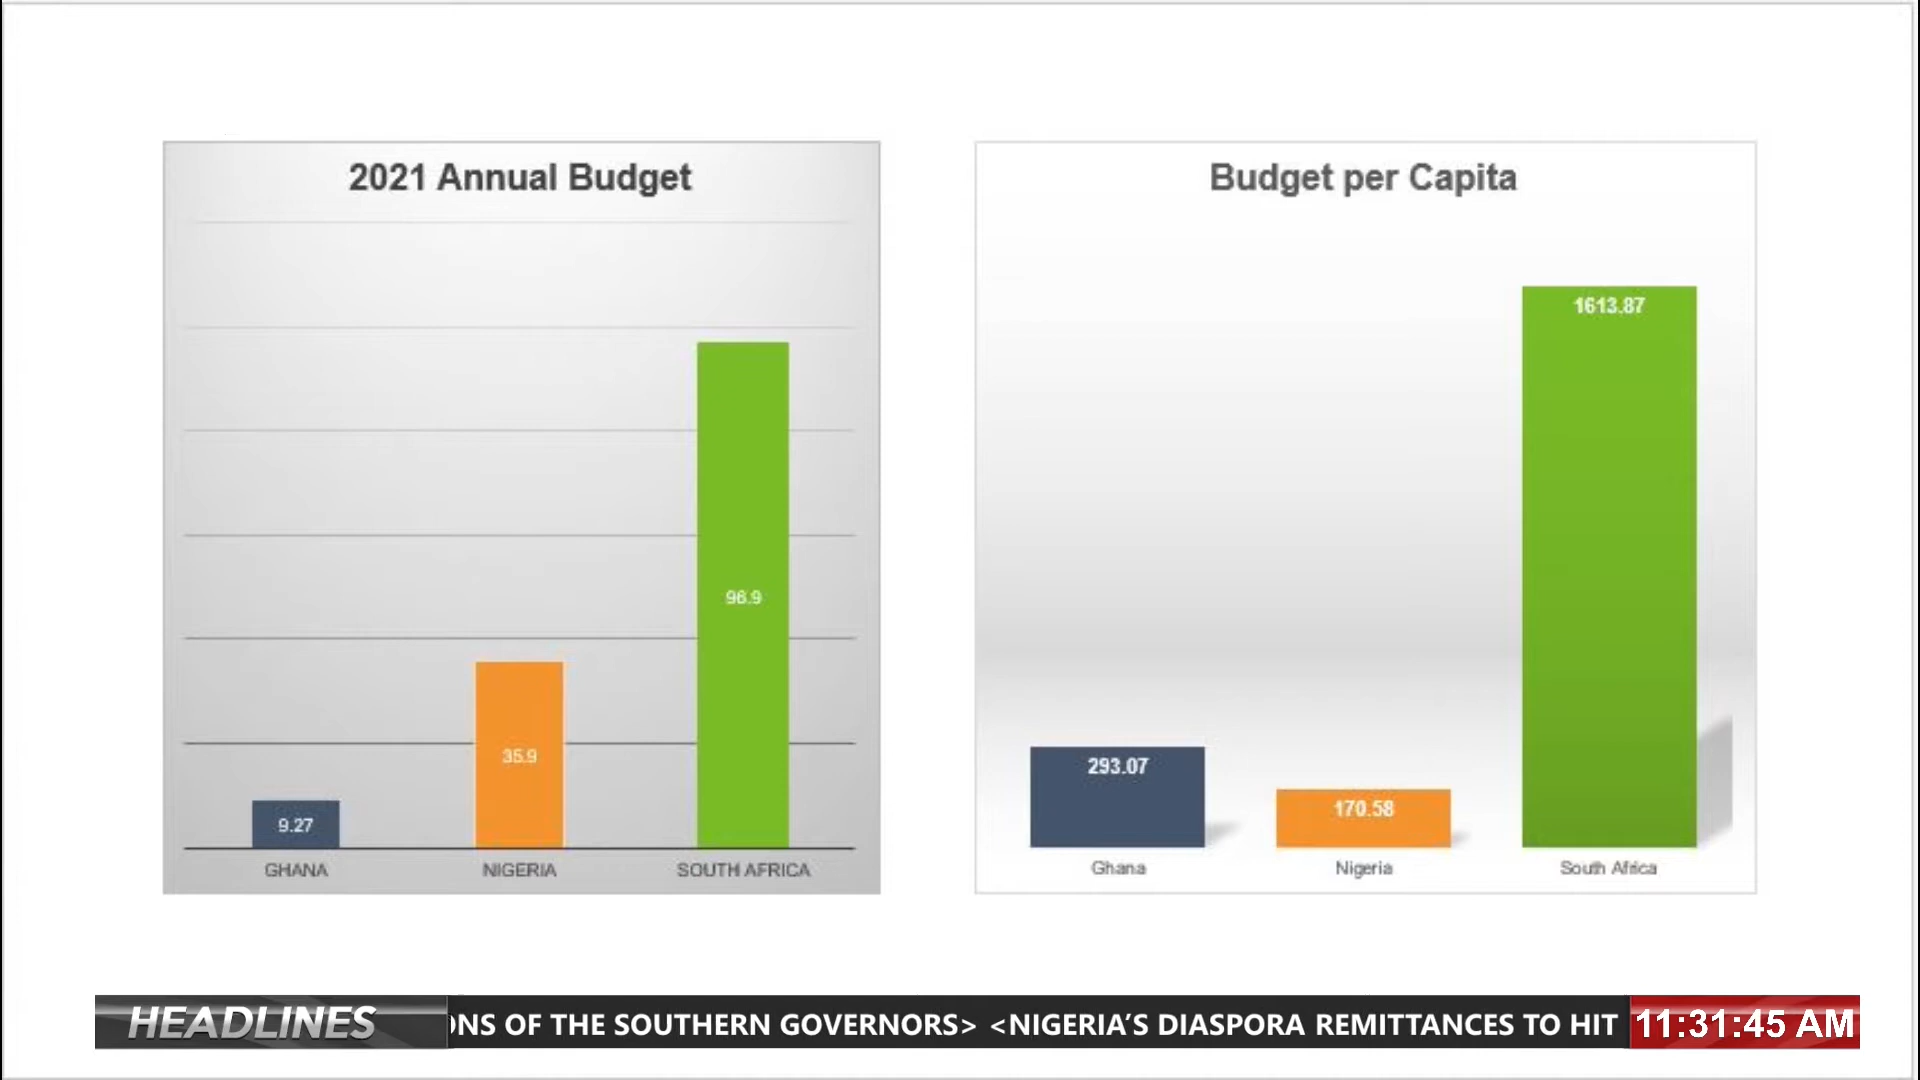 2021 Annual Budget
96.9
35.9
9.27
GHANA NIGERIA SOUTH AFRICA
Budget per Capita
1613.87
293.07
170.58
Ghana Nigeria South Africa
HEADLINES
OF THE SOUTHERN GOVERNORS> <NIGERIA’S DIASPORA REMITTANCES TO HIT
11:31:45 AM